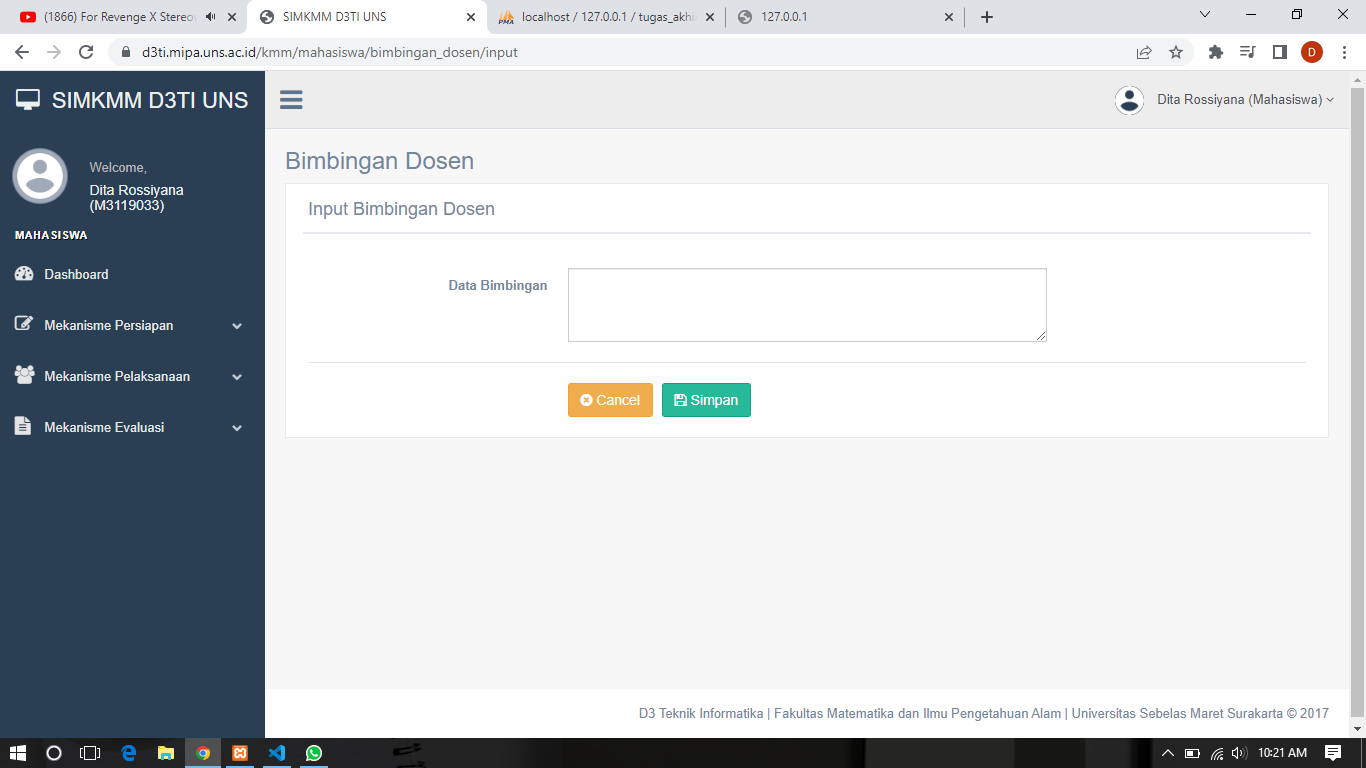 (1866) For Revenge X Stereo
SIMKMM D3TI UNS
localhost / 127.0.0.1 / tugas_akhi
127.0.0.1
d3ti.mipa.uns.ac.id/kmm/mahasiswa/bimbingan_dosen/input
D
SIMKMM D3TI UNS
Dita Rossiyana (Mahasiswa)
Welcome,
Dita Rossiyana
(M3119033)
MAHASISWA
Dashboard
Mekanisme Persiapan
Mekanisme Pelaksanaan
Mekanisme Evaluasi
Bimbingan Dosen
Input Bimbingan Dosen
Data Bimbingan
Cancel
Simpan
D3 Teknik Informatika | Fakultas Matematika dan Ilmu Pengetahuan Alam | Universitas Sebelas Maret Surakarta © 2017
10:21 AM